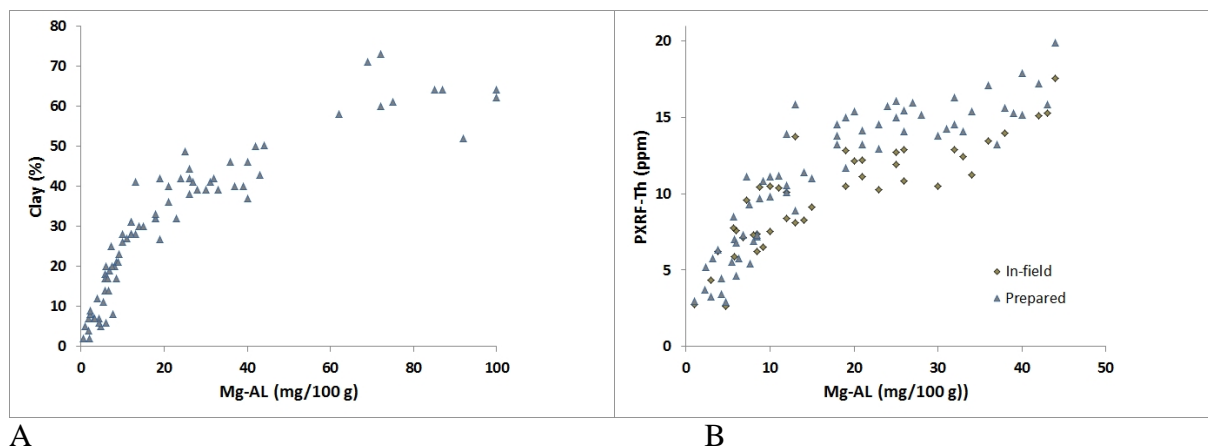 80
70
60
50
40
30
20
10
0
Clay (%)
0 20 40 60 80 100
Mg-AL (mg/100 g)
A
20
15
10
5
0
PXRF-Th (ppm)
In-field
Prepared
0 10 20 30 40 50
Mg-AL (mg/100 g))
B